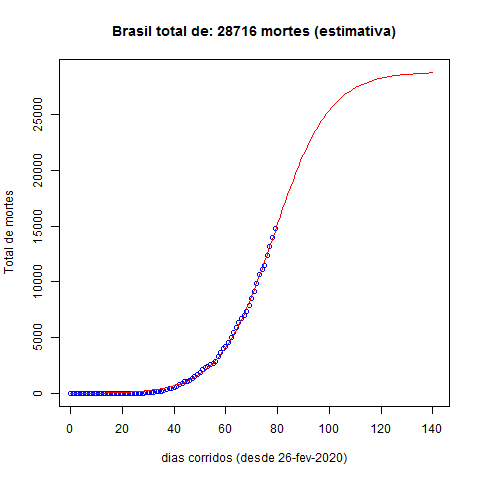 Brasil total de: 28716 mortes (estimativa)
Total de mortes
25000
20000
15000
10000
5000
0
0 20 40 60 80 100 120 140
dias corridos (desde 26-fev-2020)